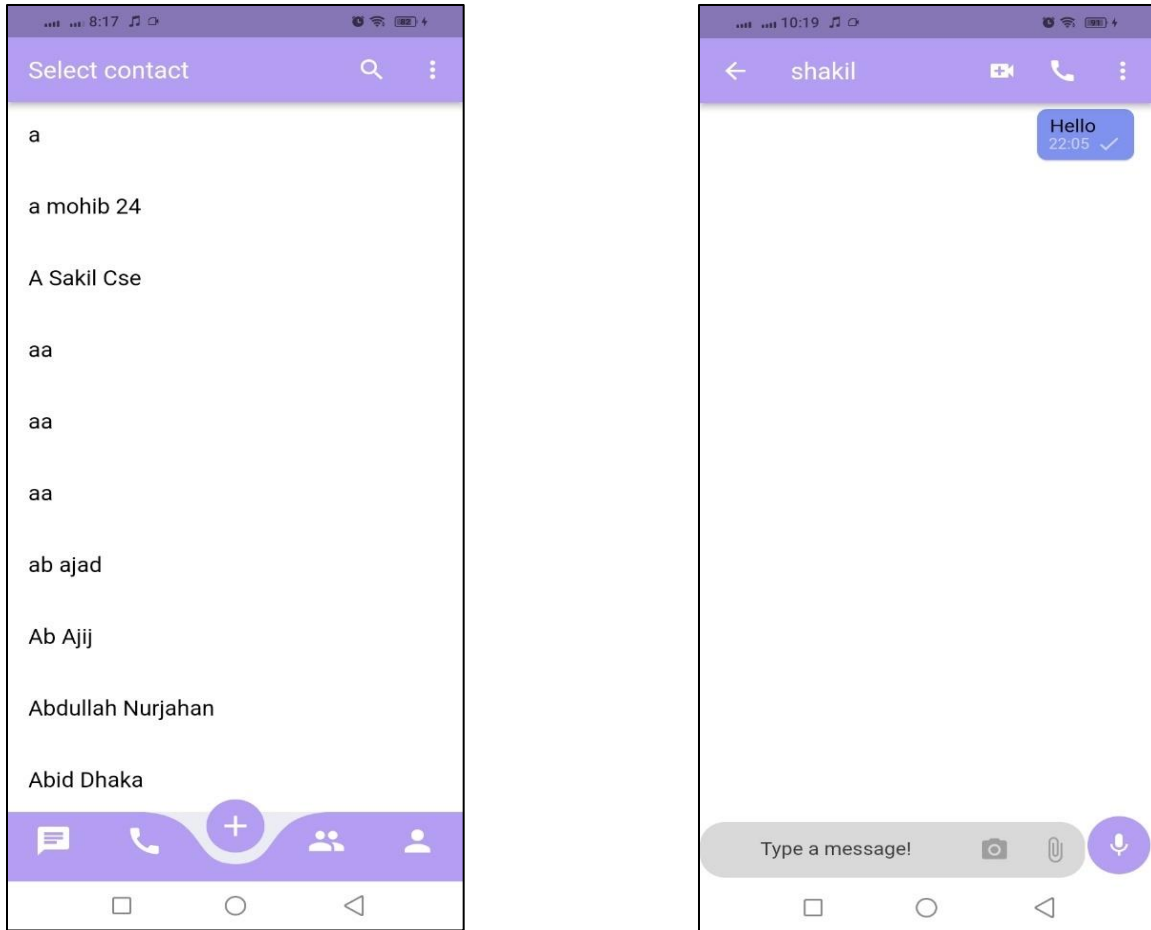 8:17
82
Select contact
a
a mohib 24
A Sakil Cse
aa
aa
aa
ab ajad
Ab Ajij
Abdullah Nurjahan
Abid Dhaka
10:19
shakil
Hello
22:05
Type a message!